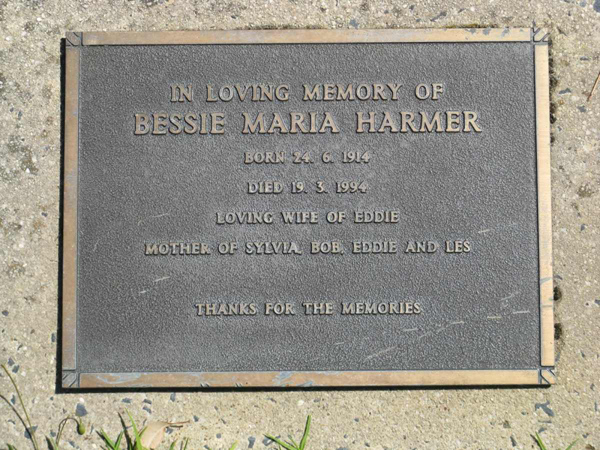 IN LOVING MEMORY OF
BESSIE MARIA HARMER
BORN 24. 6. 1914
DIED 19. 3. 1994
LOVING WIFE OF EDDIE
MOTHER OF SYLVIA, BOB, EDDIE AND LES
THANKS FOR THE MEMORIES